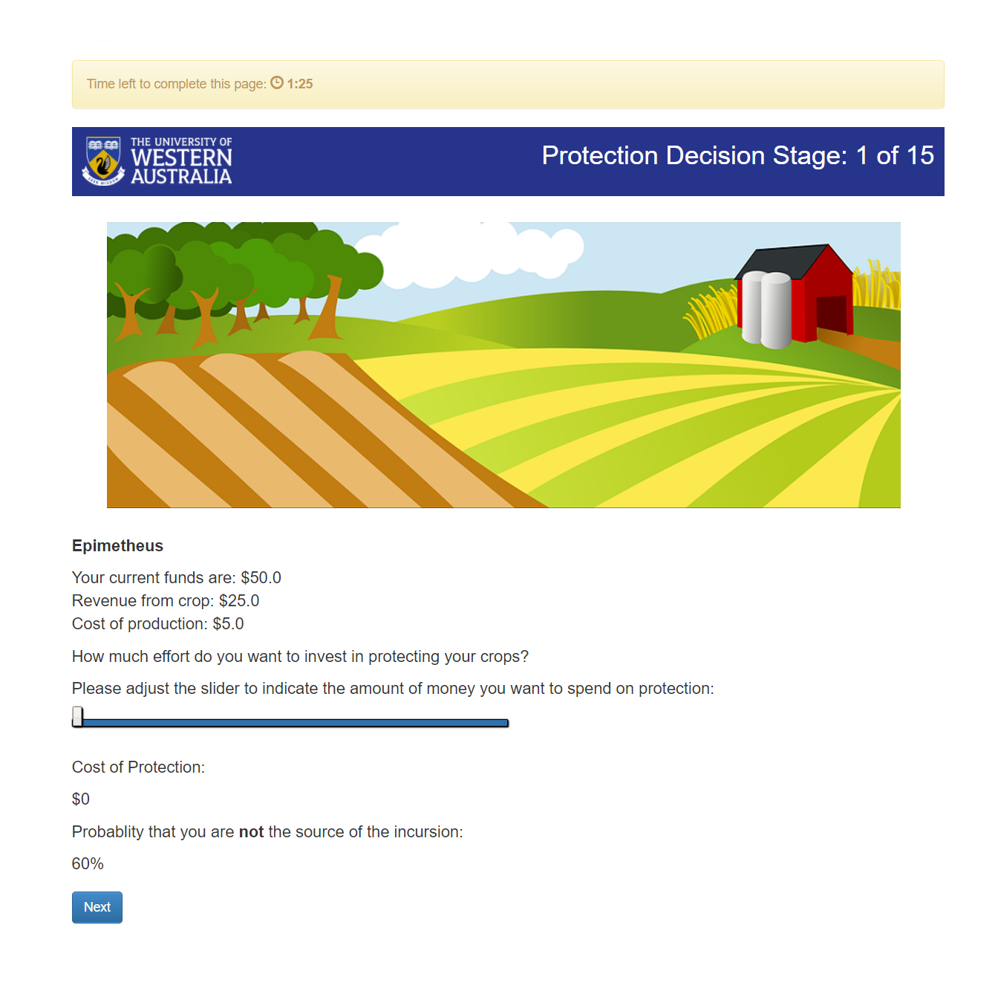 Time left to complete this page: 1:25
THE UNIVERSITY OF
WESTERN
AUSTRALIA
SEEK WISDOM
Protection Decision Stage: 1 of 15
Epimetheus
Your current funds are: $50.0
Revenue from crop: $25.0
Cost of production: $5.0
How much effort do you want to invest in protecting your crops?
Please adjust the slider to indicate the amount of money you want to spend on protection:
Cost of Protection:
$0
Probablity that you are not the source of the incursion:
60%
Next